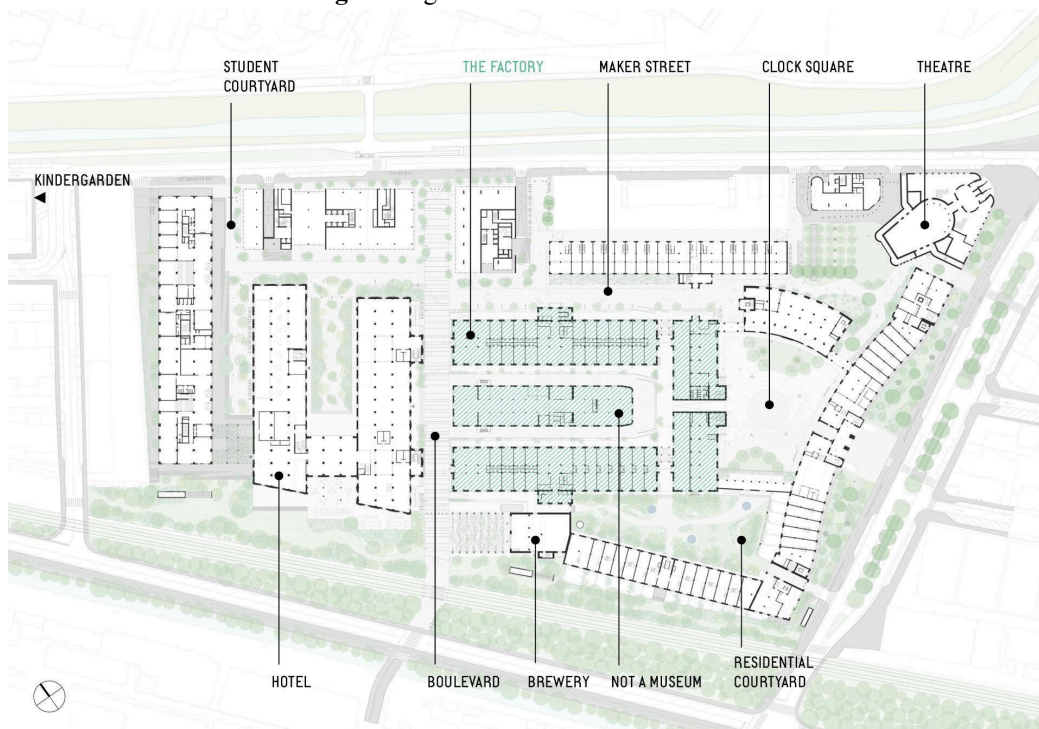 STUDENT
COURTYARD
THE FACTORY
MAKER STREET
CLOCK SQUARE
THEATRE
KINDERGARDEN
HOTEL
BOULEVARD
BREWERY
NOT A MUSEUM
RESIDENTIAL
COURTYARD